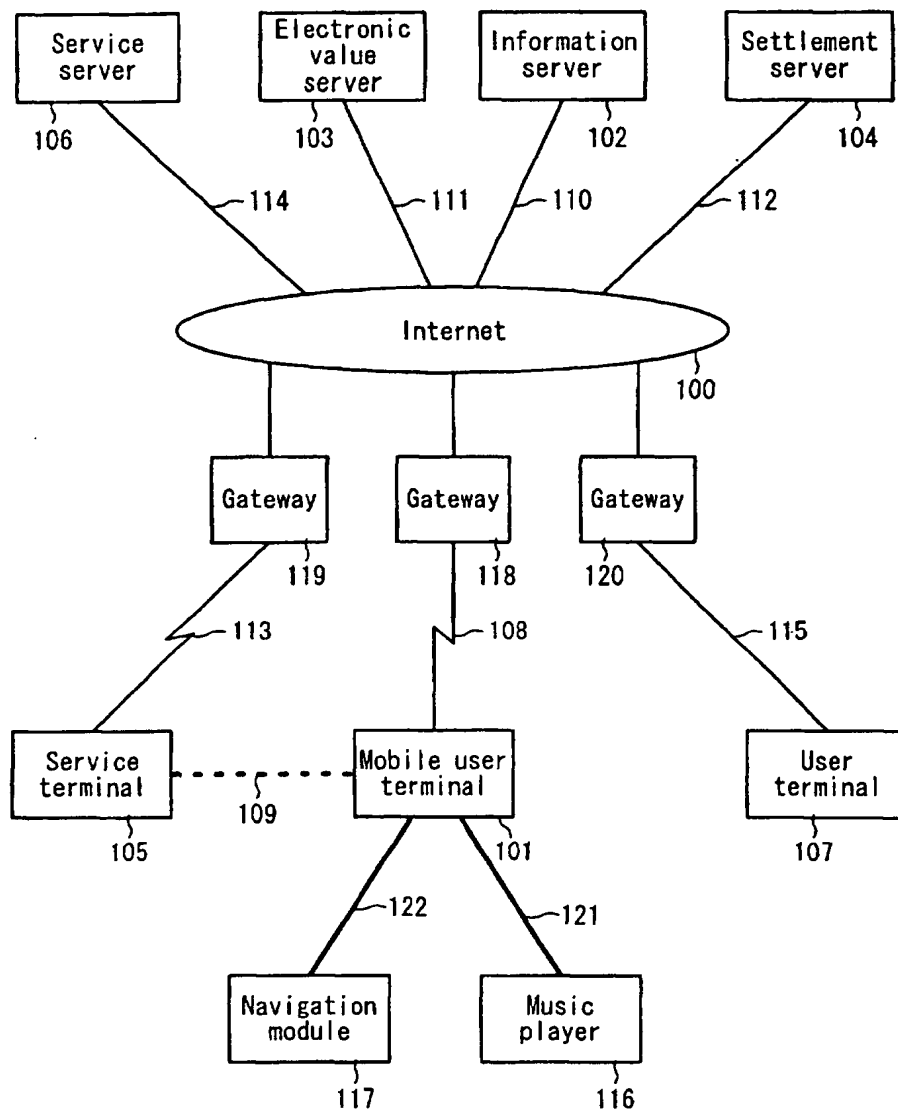 Service
server
106
Electronic
value server
103
Information
server
102
Settlement
server
104
114
111
110
112
Internet
100
Gateway
119
Gateway
118
Gateway
120
113
108
115
Service
terminal
105
109
Mobile user
terminal
101
User
terminal
107
122
121
Navigation
module
117
Music
player
116